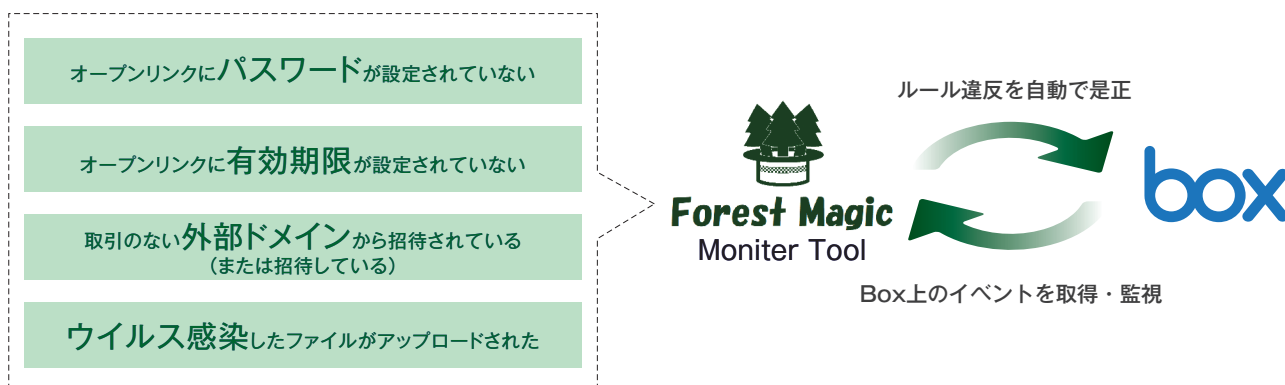 オープンリンクにパスワードが設定されていない
オープンリンクに有効期限が設定されていない
取引のない外部ドメインから招待されている
(または招待している)
ウイルス感染したファイルがアップロードされた
Forest Magic
Moniter Tool
ルール違反を自動で是正
box
Box上のイベントを取得・監視